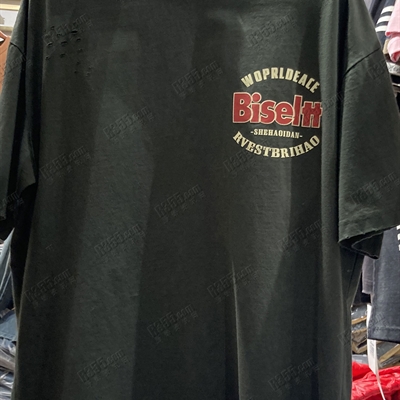 WOPRLDEACE
Biseltt
-SHEHAOIDAN-
RVESTBRIHAO